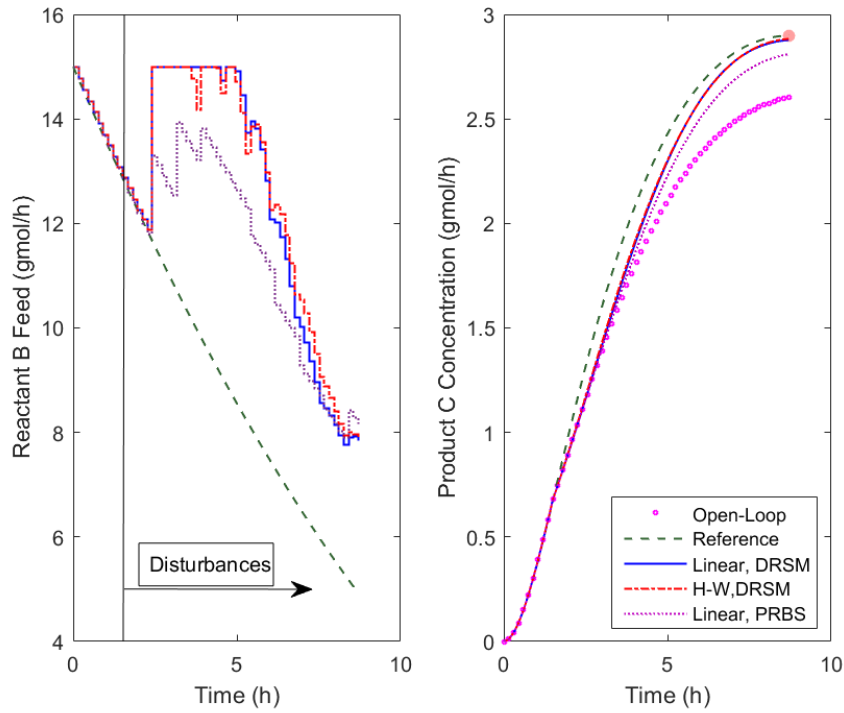 16
14
12
10
8
6
4
Reactant B Feed (gmol/h)
Disturbances
0
5
10
Time (h)
3
2.5
2
1.5
1
0.5
0
Product C Concentration (gmol/h)
Open-Loop
Reference
Linear, DRSM
H-W,DRSM
Linear, PRBS
0
5
10
Time (h)